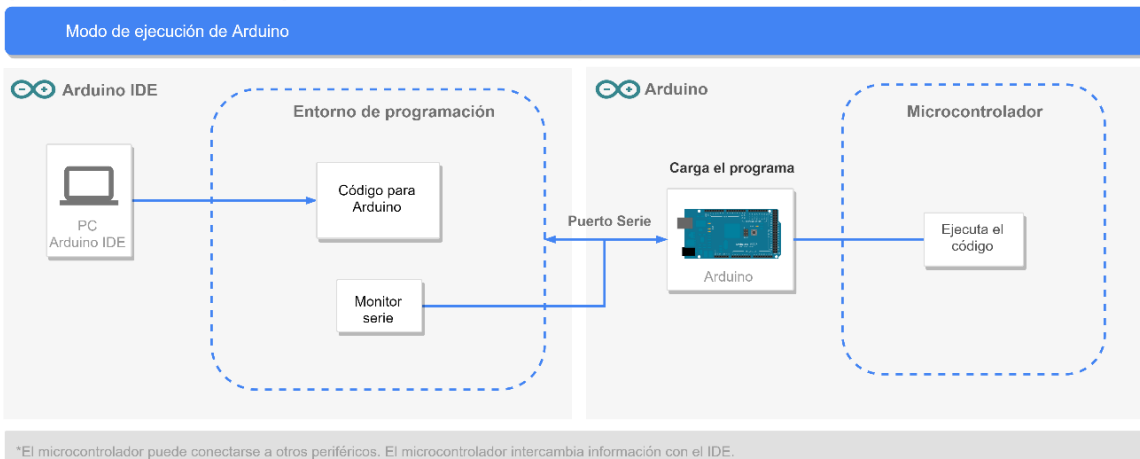 Modo de ejecución de Arduino
Arduino IDE
Entorno de programación
PC
Arduino IDE
Código para
Arduino
Monitor
serie
Puerto Serie
Arduino
Carga el programa
Arduino
Microcontrolador
Ejecuta el
código
*El microcontrolador puede conectarse a otros periféricos. El microcontrolador intercambia información con el IDE.